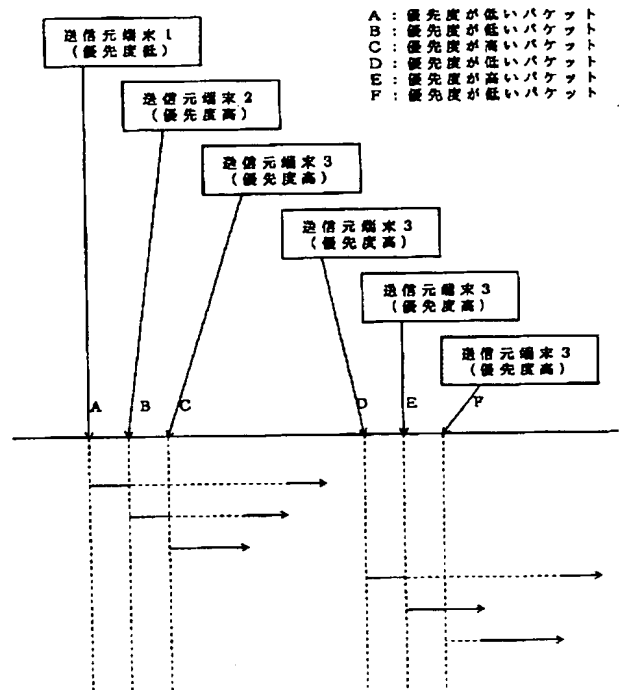 送信元端末1
(優先度低)
A:優先度が低いパケット
B:優先度が低いパケット
C:優先度が高いパケット
D:優先度が低いパケット
E:優先度が高いパケット
F:優先度が低いパケット
送信元端末2
(優先度高)
送信元端末3
(優先度高)
送信元端末3
(優先度高)
送信元端末3
(優先度高)
送信元端末3
(優先度高)
A B C D E F